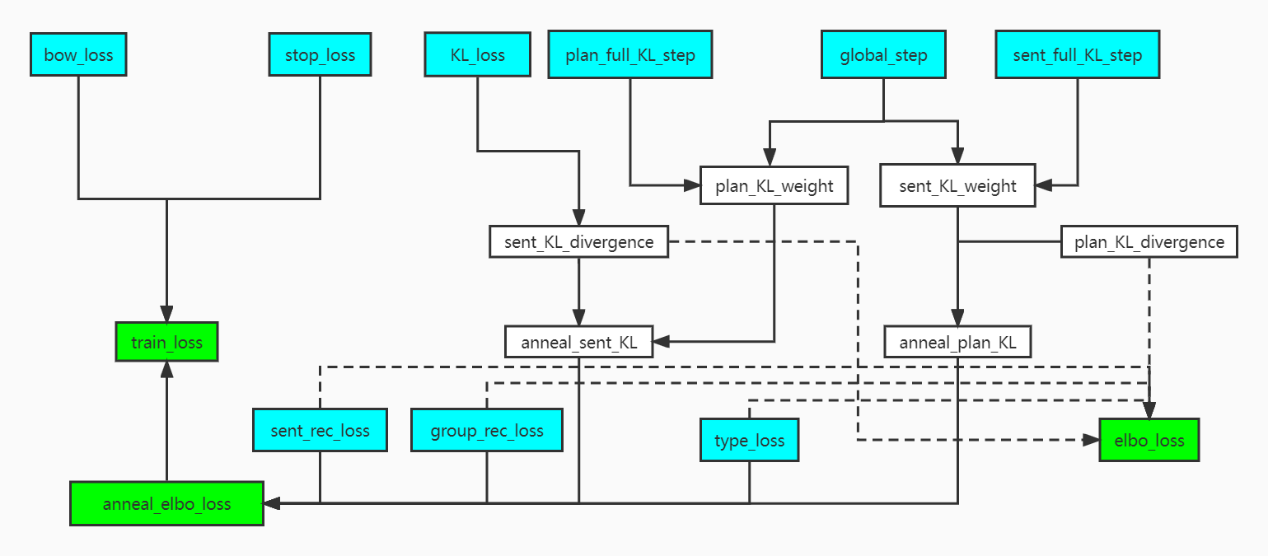 bow_loss
stop_loss
KL_loss
plan_full_KL_step
global_step
sent_full_KL_step
plan_KL_weight
sent_KL_weight
sent_KL_divergence
plan_KL_divergence
train_loss
anneal_sent_KL
anneal_plan_KL
sent_rec_loss
group_rec_loss
type_loss
elbo_loss
anneal_elbo_loss